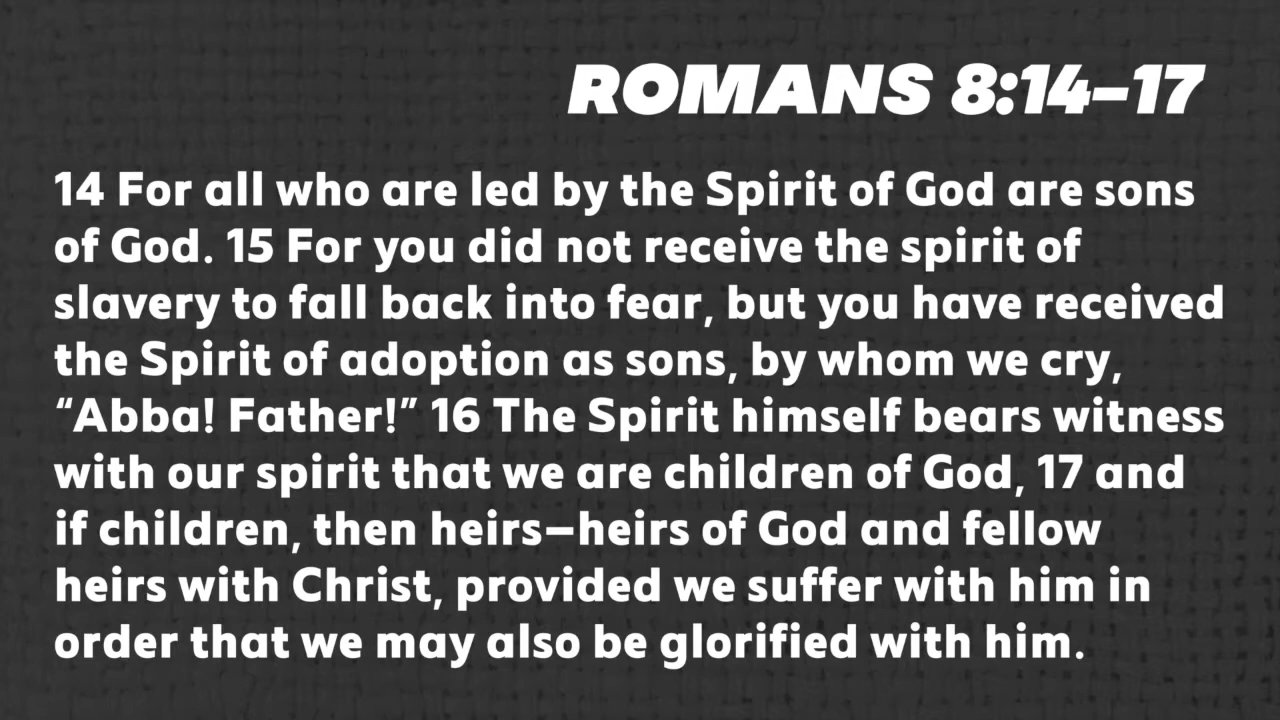 ROMANS 8:14–17
14 For all who are led by the Spirit of God are sons
of God. 15 For you did not receive the spirit of
slavery to fall back into fear, but you have received
the Spirit of adoption as sons, by whom we cry,
“Abba! Father!” 16 The Spirit himself bears witness
with our spirit that we are children of God, 17 and
if children, then heirs—heirs of God and fellow
heirs with Christ, provided we suffer with him in
order that we may also be glorified with him.